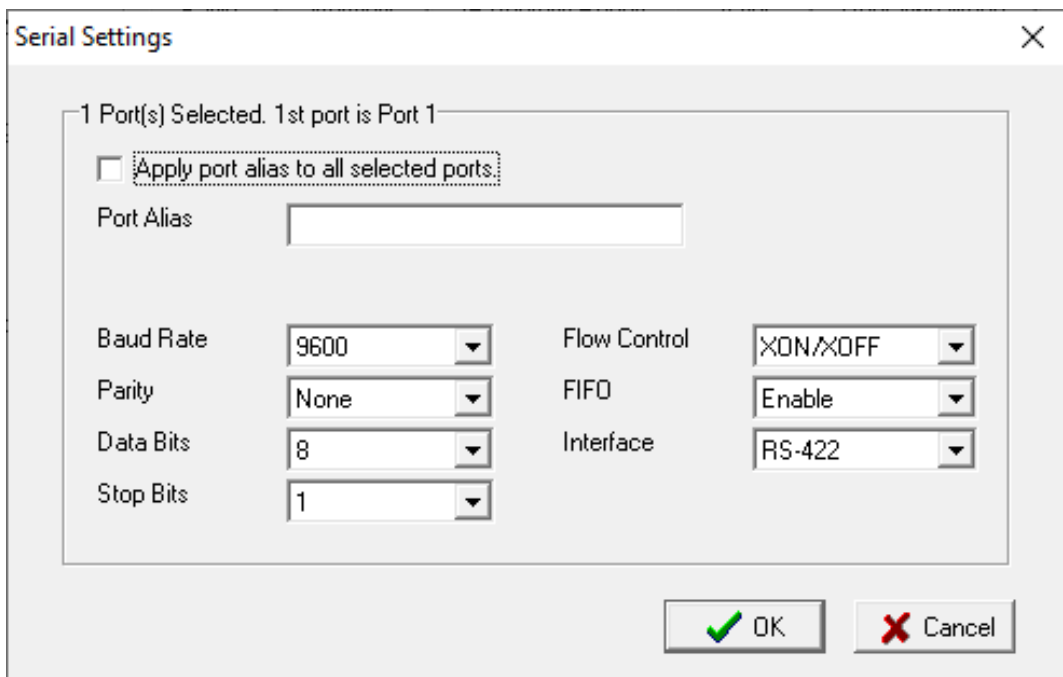 Serial Settings
1 Port(s) Selected. 1st port is Port 1
Apply port alias to all selected ports.
Port Alias
Baud Rate 9600 Flow Control XON/XOFF
Parity None FIFO Enable
Data Bits 8 Interface RS-422
Stop Bits 1
OK Cancel